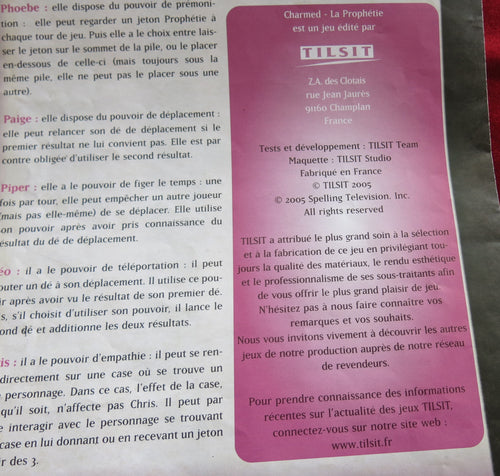 Phoebe : elle dispose du pouvoir de prémoni-
tion : elle peut regarder un jeton Prophétie à
chaque tour de jeu. Puis elle a le choix entre lais-
ser le jeton sur le sommet de la pile, ou le placer
en-dessous de celle-ci (mais toujours sous la
même pile, elle ne peut pas le placer sous une
autre).
Paige : elle dispose du pouvoir de déplacement :
elle peut relancer son dé de déplacement si le
premier résultat ne lui convient pas. Elle est par
contre obligée d'utiliser le second résultat.
Piper : elle a le pouvoir de figer le temps : une
fois par tour, elle peut empêcher un autre joueur
(mais pas elle-même) de se déplacer. Elle utilise
son pouvoir après avoir pris connaissance du
résultat du dé de déplacement.
éo : il a le pouvoir de téléportation : il peut
outer un dé à son déplacement. Il utilise ce pou-
ir après avoir vu le résultat de son premier dé.
s, s'il choisit d'utiliser son pouvoir, il lance le
ond dé et additionne les deux résultats.
is : il a le pouvoir d'empathie : il peut se ren-
directement sur une case où se trouve un
personnage. Dans ce cas, l'effet de la case,
qu'il soit, n'affecte pas Chris. Il peut par
e interagir avec le personnage se trouvant
case en lui donnant ou en recevant un jeton
ir des 3.
Charmed - La Prophétie
est un jeu édité par
TILSIT
Z.A. des Clotais
rue Jean Jaurès
91160 Champlan
France
Tests et développement : TILSIT Team
Maquette : TILSIT Studio
Fabriqué en France
© TILSIT 2005
© 2005 Spelling Television. Inc.
All rights reserved
TILSIT a attribué le plus grand soin à la sélection
et à la fabrication de ce jeu en privilégiant tou-
jours la qualité des matériaux, le rendu esthétique
et le professionnalisme de ses sous-traitants afin
de vous offrir le plus grand plaisir de jeu.
N'hésitez pas à nous faire connaître vos
remarques et vos souhaits.
Nous vous invitons vivement à découvrir les autres
jeux de notre production auprès de notre réseau
de revendeurs.
Pour prendre connaissance des informations
récentes sur l'actualité des jeux TILSIT,
connectez-vous sur notre site web :
www.tilsit.fr